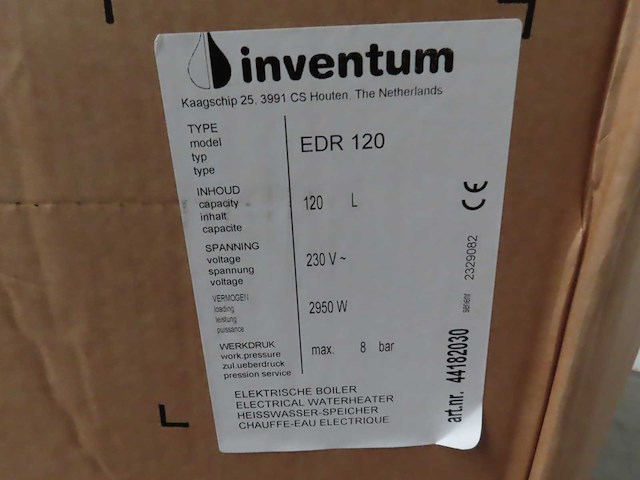 inventum
Kaagschip 25, 3991 CS Houten, The Netherlands
TYPE
model
typ
type
EDR 120
INHOUD
capacity
inhalt
capacite
120 L
SPANNING
voltage
spannung
voltage
230 V ~
VERMOGEN
loading
leistung
puissance
2950 W
WERKDRUK
work.pressure
zul.ueberdruck
pression service
max. 8 bar
ELEKTRISCHE BOILER
ELECTRICAL WATERHEATER
HEISSWASSER-SPEICHER
CHAUFFE-EAU ELECTRIQUE
art.nr. 44182030
serienr 2329082
CE